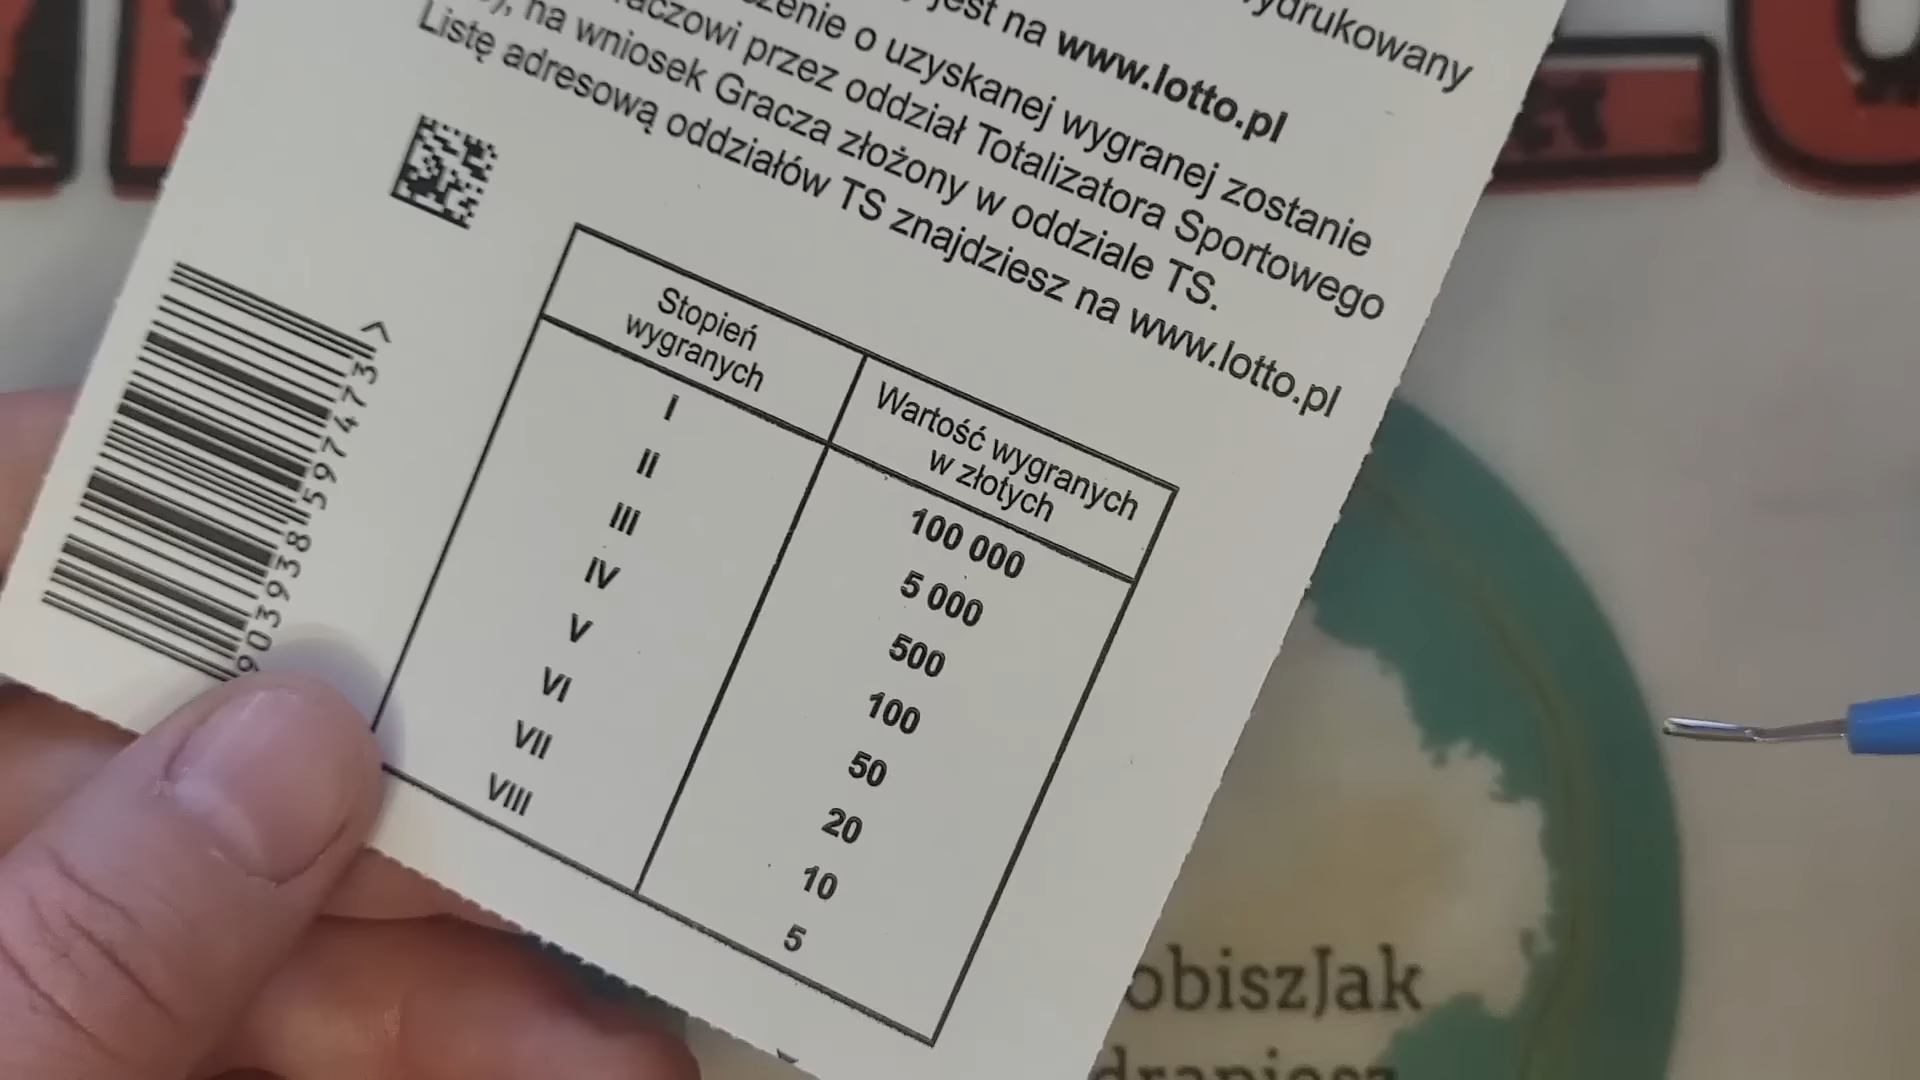 wydrukowany
jest na www.lotto.pl
o uzyskanej wygranej zostanie
przez oddział Totalizatora Sportowego
na wniosek Gracza złożony w oddziale TS.
Listę adresową oddziałów TS znajdziesz na www.lotto.pl
Stopień wygranych
Wartość wygranych w złotych
I 100 000
II 5 000
III 500
IV 100
V 50
VI 20
VII 10
VIII 5
903938597473>
obiszJak
drapiesz